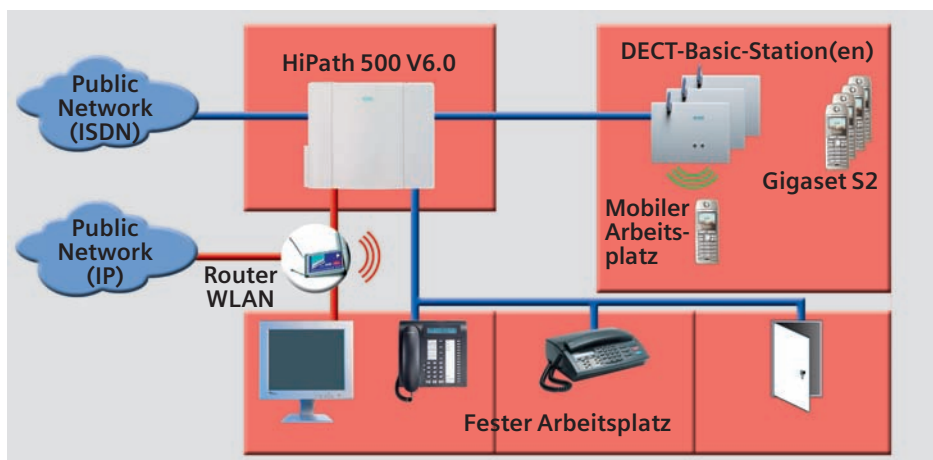 HiPath 500 V6.0
DECT-Basic-Station(en)
Public
Network
(ISDN)
Gigaset S2
Mobiler
Arbeits-
platz
Public
Network
(IP)
Router
WLAN
Fester Arbeitsplatz